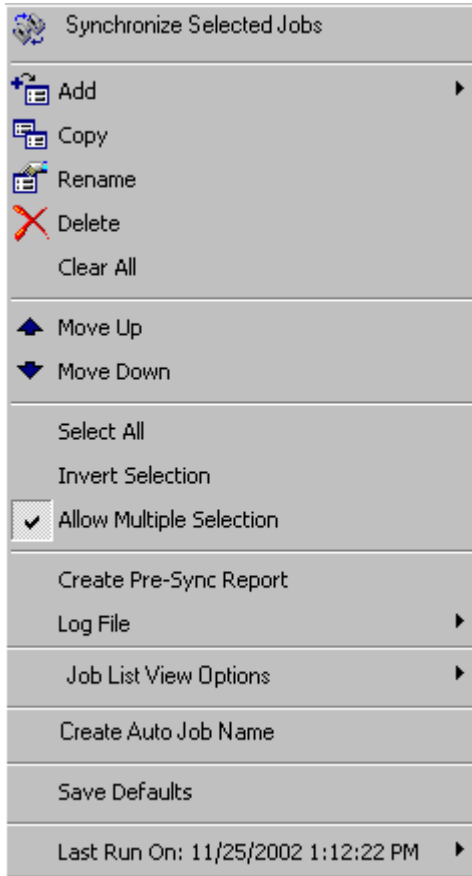 Synchronize Selected Jobs
Add
Copy
Rename
Delete
Clear All
Move Up
Move Down
Select All
Invert Selection
Allow Multiple Selection
Create Pre-Sync Report
Log File
Job List View Options
Create Auto Job Name
Save Defaults
Last Run On: 11/25/2002 1:12:22 PM